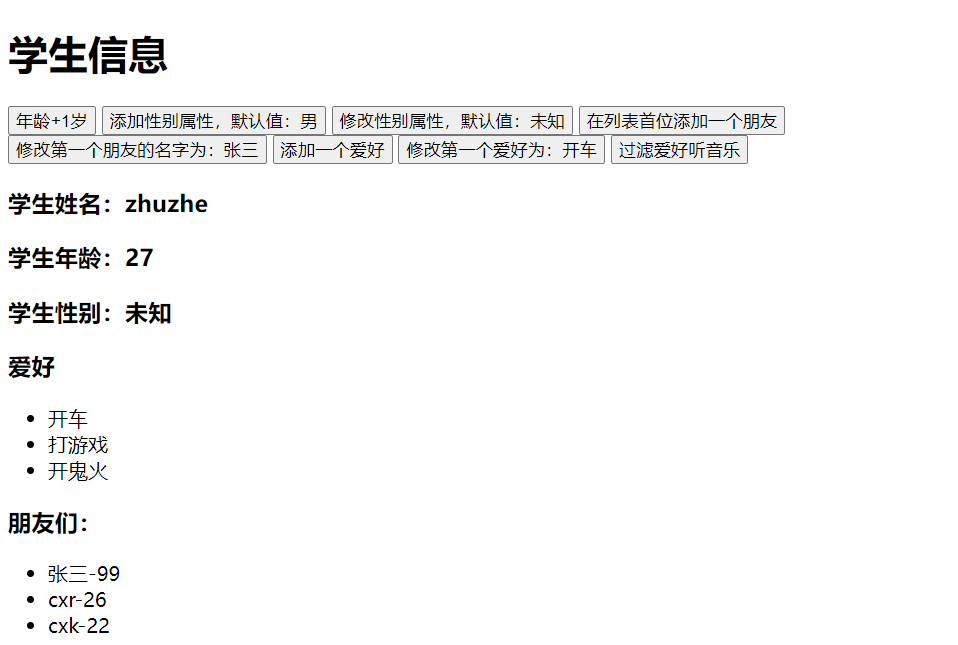 学生信息
年龄+1岁 添加性别属性，默认值：男 修改性别属性，默认值：未知 在列表首位添加一个朋友
修改第一个朋友的名字为：张三 添加一个爱好 修改第一个爱好为：开车 过滤爱好听音乐
学生姓名：zhuzhe
学生年龄：27
学生性别：未知
爱好
开车
打游戏
开鬼火
朋友们：
张三-99
cxr-26
cxk-22